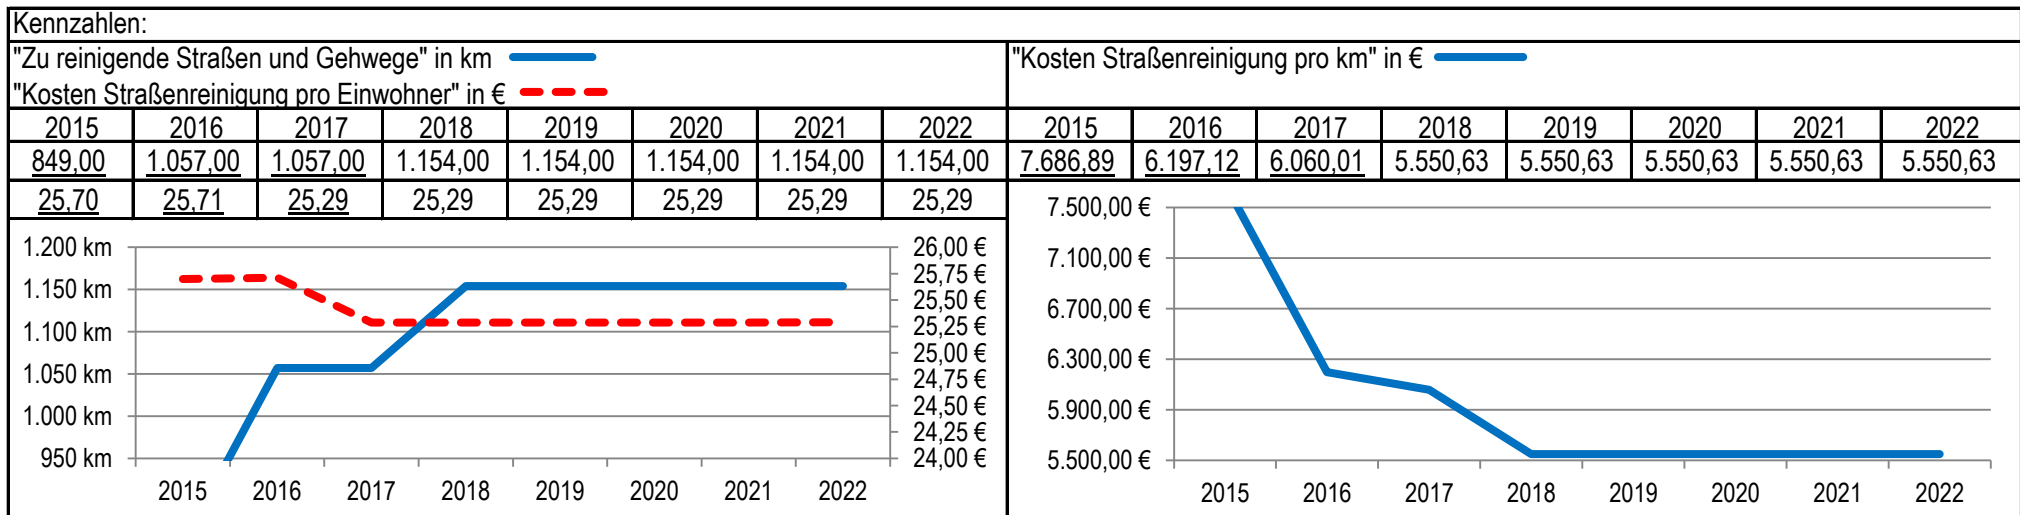 Kennzahlen:
"Zu reinigende Straßen und Gehwege" in km
"Kosten Straßenreinigung pro km" in €
"Kosten Straßenreinigung pro Einwohner" in €
2015 2016 2017 2018 2019 2020 2021 2022 2015 2016 2017 2018 2019 2020 2021 2022
849,00 1.057,00 1.057,00 1.154,00 1.154,00 1.154,00 1.154,00 1.154,00 7.686,89 6.197,12 6.060,01 5.550,63 5.550,63 5.550,63 5.550,63 5.550,63
25,70 25,71 25,29 25,29 25,29 25,29 25,29 25,29
1.200 km
1.150 km
1.100 km
1.050 km
1.000 km
950 km
26,00 €
25,75 €
25,50 €
25,25 €
25,00 €
24,75 €
24,50 €
24,25 €
24,00 €
2015 2016 2017 2018 2019 2020 2021 2022
7.500,00 €
7.100,00 €
6.700,00 €
6.300,00 €
5.900,00 €
5.500,00 €
2015 2016 2017 2018 2019 2020 2021 2022